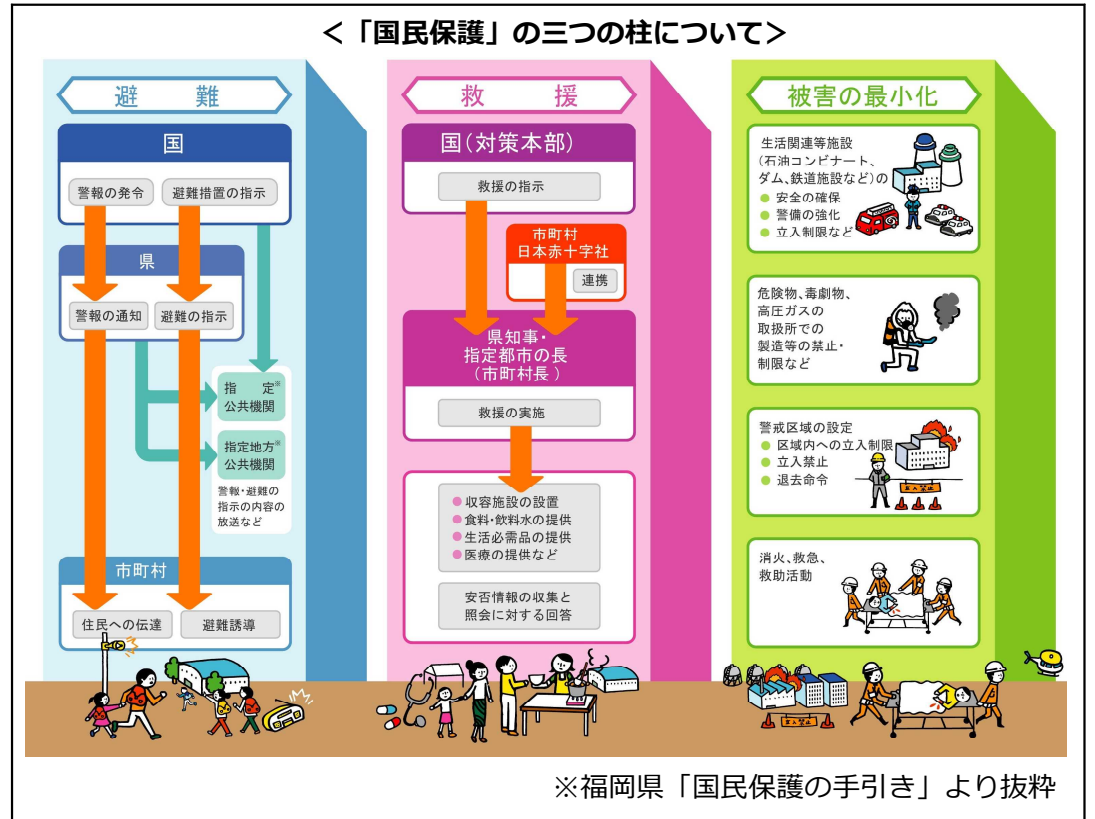 ＜「国民保護」の三つの柱について＞
避　難
国
警報の発令
避難措置の指示
県
警報の通知
避難の指示
指　定※
公共機関
指定地方※
公共機関
警報・避難の
指示の内容の
放送など
市町村
住民への伝達
避難誘導
救　援
国（対策本部）
救援の指示
市町村
日本赤十字社
連携
県知事・
指定都市の長
（市町村長）
救援の実施
●収容施設の設置
●食料・飲料水の提供
●生活必需品の提供
●医療の提供など
安否情報の収集と
照会に対する回答
被害の最小化
生活関連等施設
（石油コンビナート、
ダム、鉄道施設など）の
●安全の確保
●警備の強化
●立入制限など
危険物、毒劇物、
高圧ガスの
取扱所での
製造等の禁止・
制限など
警戒区域の設定
●区域内への立入制限
●立入禁止
●退去命令
立入禁止
消火、救急、
救助活動
立入禁止
※福岡県「国民保護の手引き」より抜粋